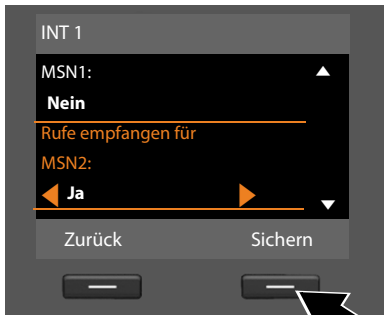 INT 1
MSN1:
Nein
Rufe empfangen für
MSN2:
Ja
Zurück Sichern